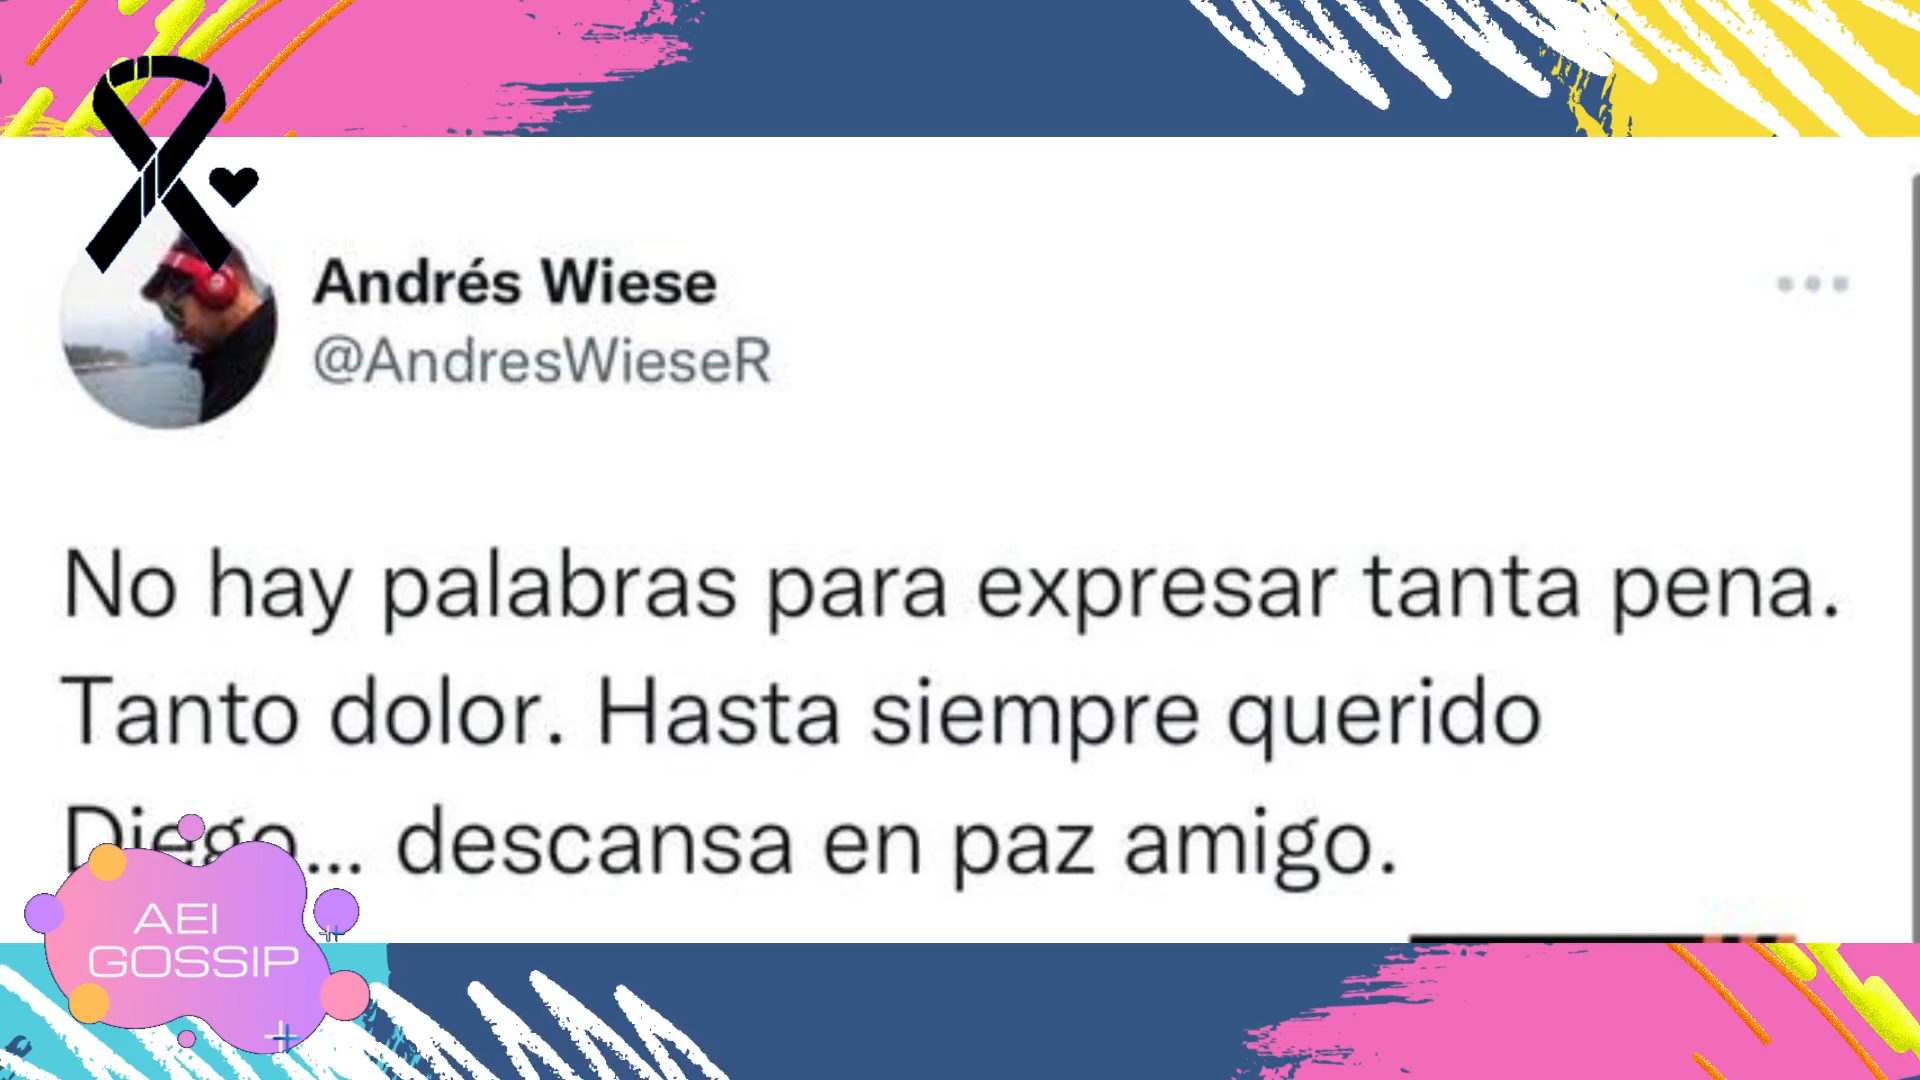 Andrés Wiese
@AndresWieseR
No hay palabras para expresar tanta pena.
Tanto dolor. Hasta siempre querido
Diego... descansa en paz amigo.
AEI
GOSSIP